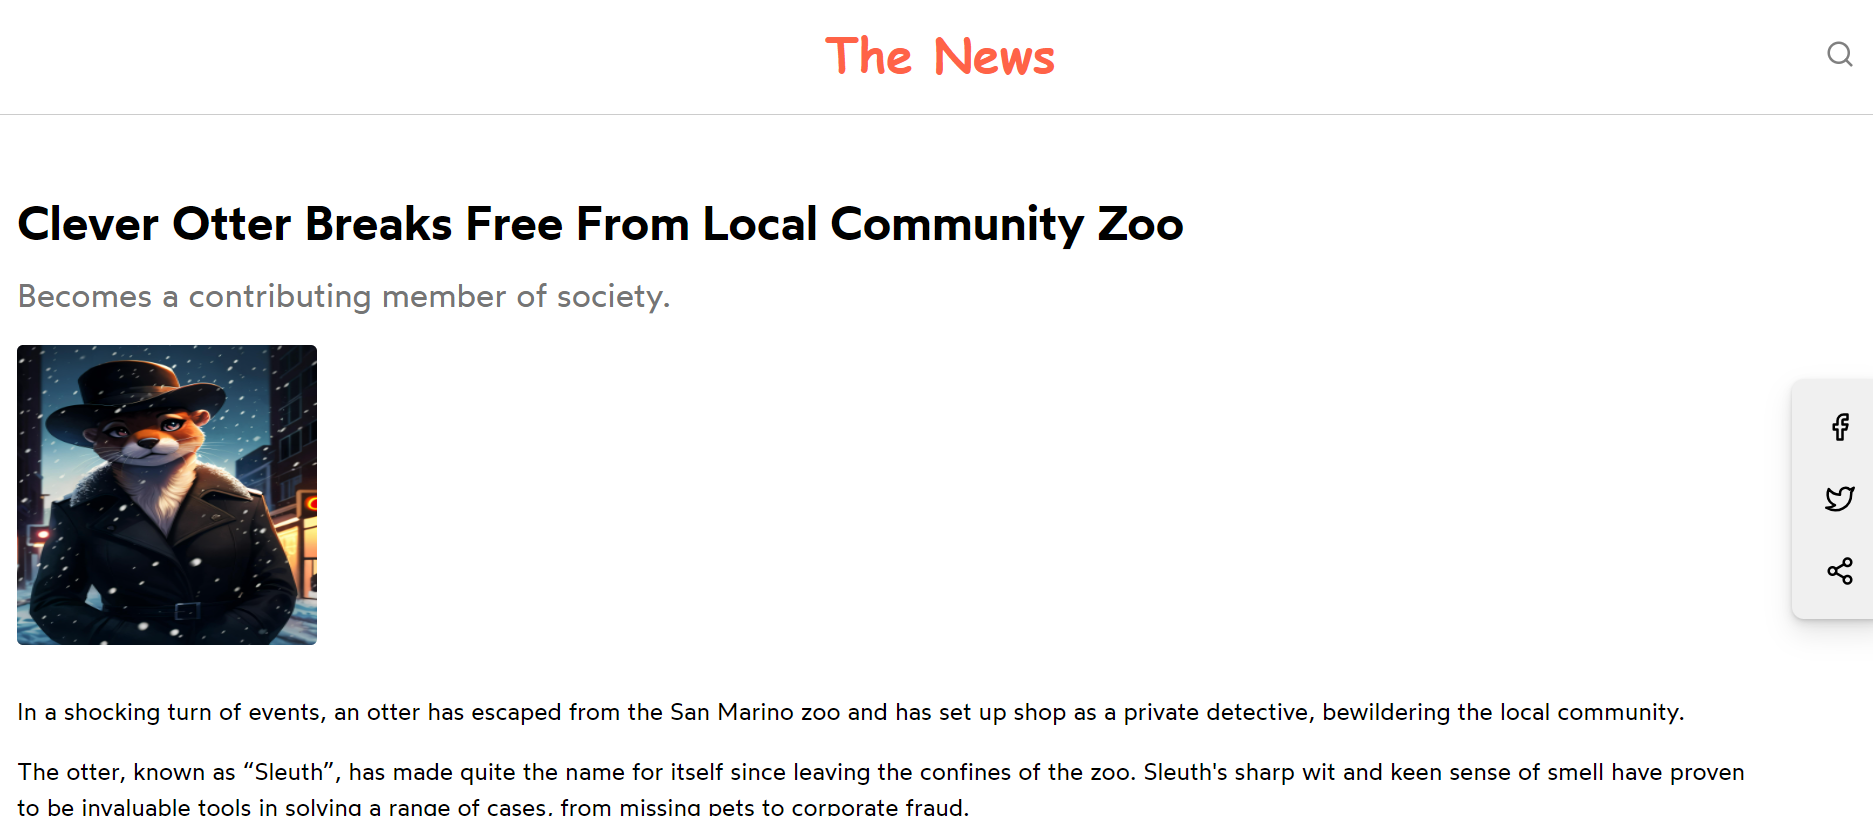 The News
Clever Otter Breaks Free From Local Community Zoo
Becomes a contributing member of society.
In a shocking turn of events, an otter has escaped from the San Marino zoo and has set up shop as a private detective, bewildering the local community.
The otter, known as “Sleuth”, has made quite the name for itself since leaving the confines of the zoo. Sleuth's sharp wit and keen sense of smell have proven
to be invaluable tools in solving a range of cases, from missing pets to corporate fraud.